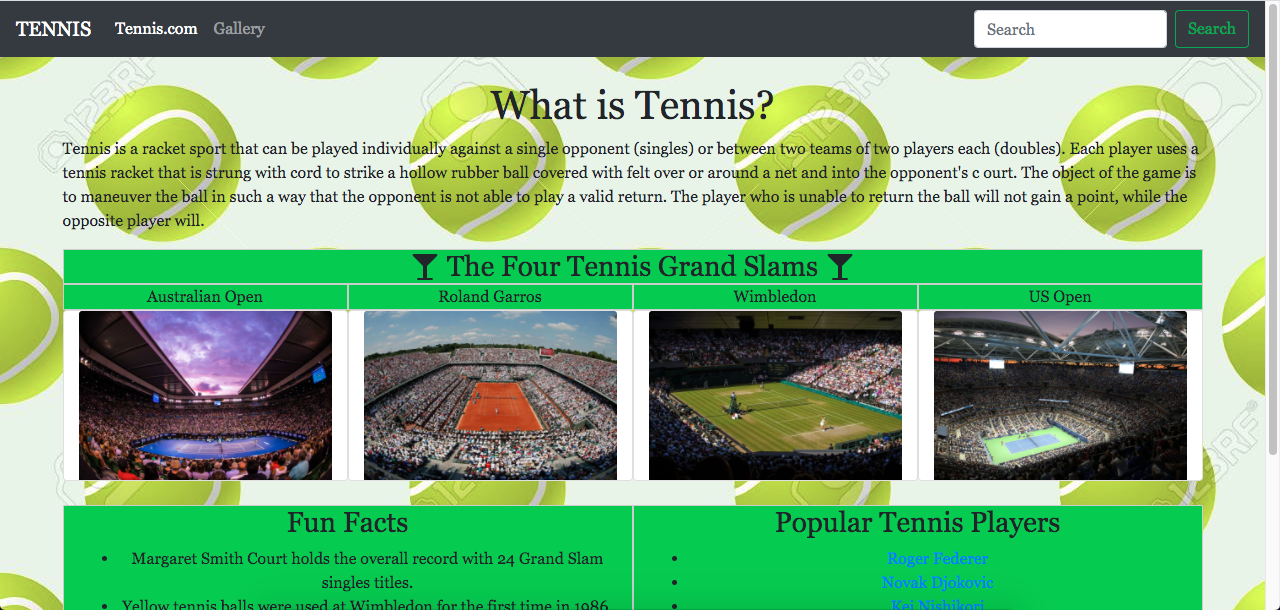 TENNIS Tennis.com Gallery Search Search
What is Tennis?
Tennis is a racket sport that can be played individually against a single opponent (singles) or between two teams of two players each (doubles). Each player uses a
tennis racket that is strung with cord to strike a hollow rubber ball covered with felt over or around a net and into the opponent's c ourt. The object of the game is
to maneuver the ball in such a way that the opponent is not able to play a valid return. The player who is unable to return the ball will not gain a point, while the
opposite player will.
The Four Tennis Grand Slams
Australian Open Roland Garros Wimbledon US Open
Fun Facts
Margaret Smith Court holds the overall record with 24 Grand Slam
singles titles.
Yellow tennis balls were used at Wimbledon for the first time in 1986
Popular Tennis Players
Roger Federer
Novak Djokovic
Kei Nishikori
123RF
123RF
123RF
123RF
123RF